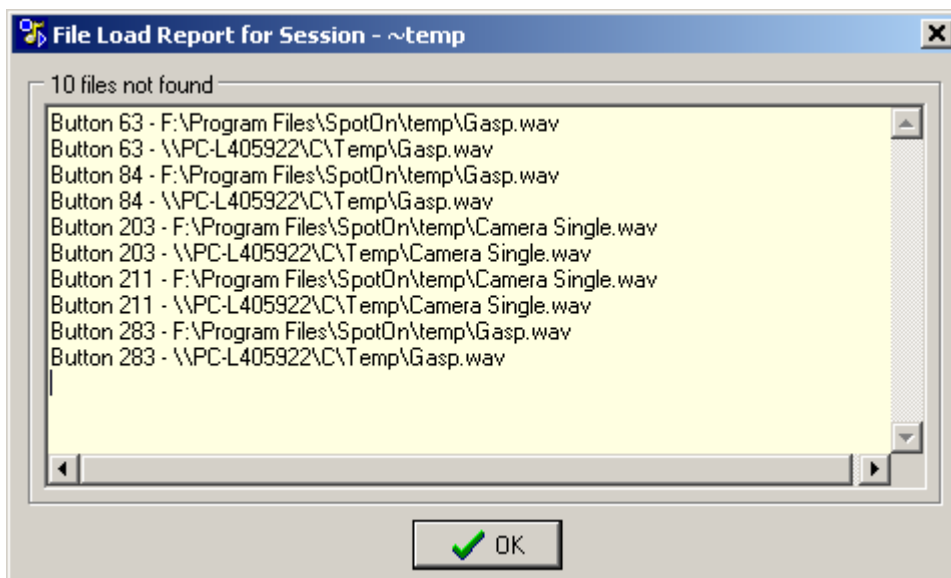 File Load Report for Session - ~temp
10 files not found
Button 63 - F:\Program Files\SpotOn\temp\Gasp.wav
Button 63 - \\PC-L405922\C\Temp\Gasp.wav
Button 84 - F:\Program Files\SpotOn\temp\Gasp.wav
Button 84 - \\PC-L405922\C\Temp\Gasp.wav
Button 203 - F:\Program Files\SpotOn\temp\Camera Single.wav
Button 203 - \\PC-L405922\C\Temp\Camera Single.wav
Button 211 - F:\Program Files\SpotOn\temp\Camera Single.wav
Button 211 - \\PC-L405922\C\Temp\Camera Single.wav
Button 283 - F:\Program Files\SpotOn\temp\Gasp.wav
Button 283 - \\PC-L405922\C\Temp\Gasp.wav
OK